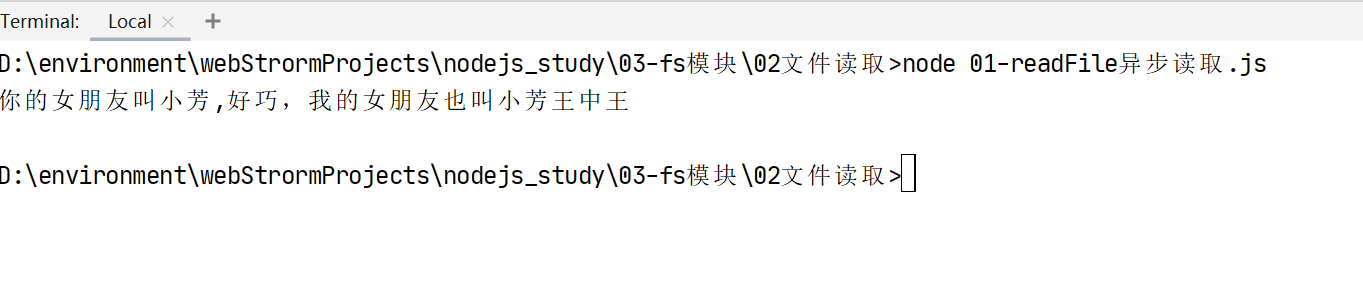 Terminal: Local × +
D:\environment\webStrormProjects\nodejs_study\03-fs模块\02文件读取>node 01-readFile异步读取.js
你的女朋友叫小芳,好巧，我的女朋友也叫小芳王中王
D:\environment\webStrormProjects\nodejs_study\03-fs模块\02文件读取>